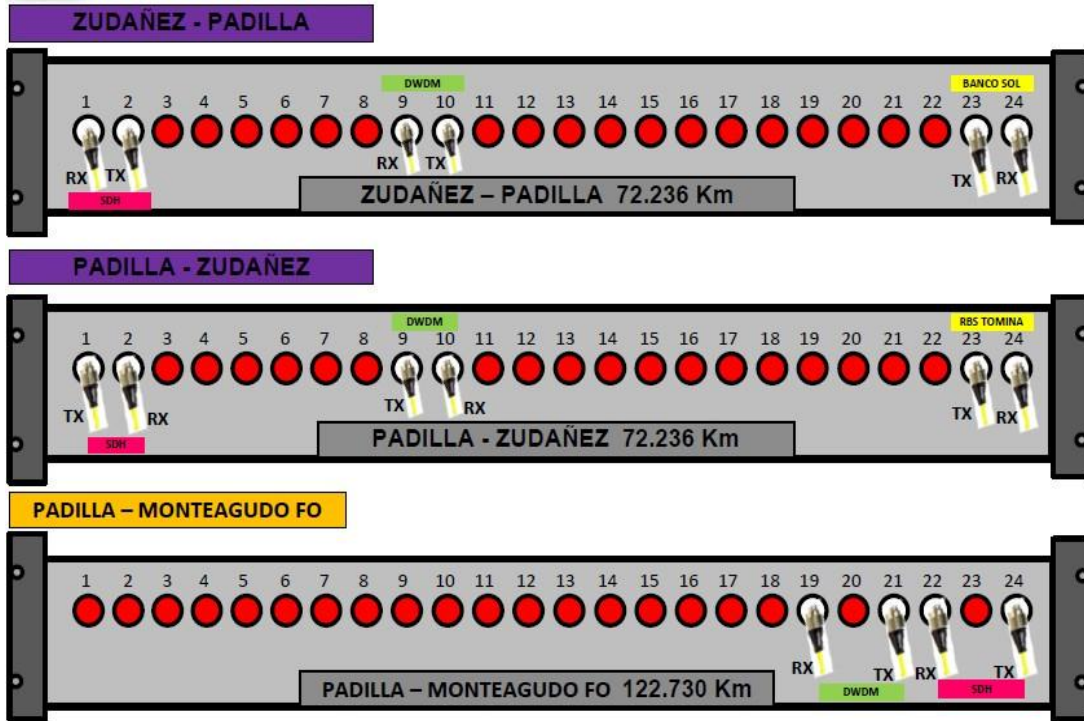 ZUDAÑEZ - PADILLA
DWDM
BANCO SOL
1 2 3 4 5 6 7 8 9 10 11 12 13 14 15 16 17 18 19 20 21 22 23 24
RX TX RX TX TX RX
SDH
ZUDAÑEZ – PADILLA 72.236 Km
PADILLA - ZUDAÑEZ
DWDM
RBS TOMINA
1 2 3 4 5 6 7 8 9 10 11 12 13 14 15 16 17 18 19 20 21 22 23 24
TX RX TX RX TX RX
SDH
PADILLA - ZUDAÑEZ 72.236 Km
PADILLA – MONTEAGUDO FO
1 2 3 4 5 6 7 8 9 10 11 12 13 14 15 16 17 18 19 20 21 22 23 24
RX TX RX TX
DWDM SDH
PADILLA – MONTEAGUDO FO 122.730 Km